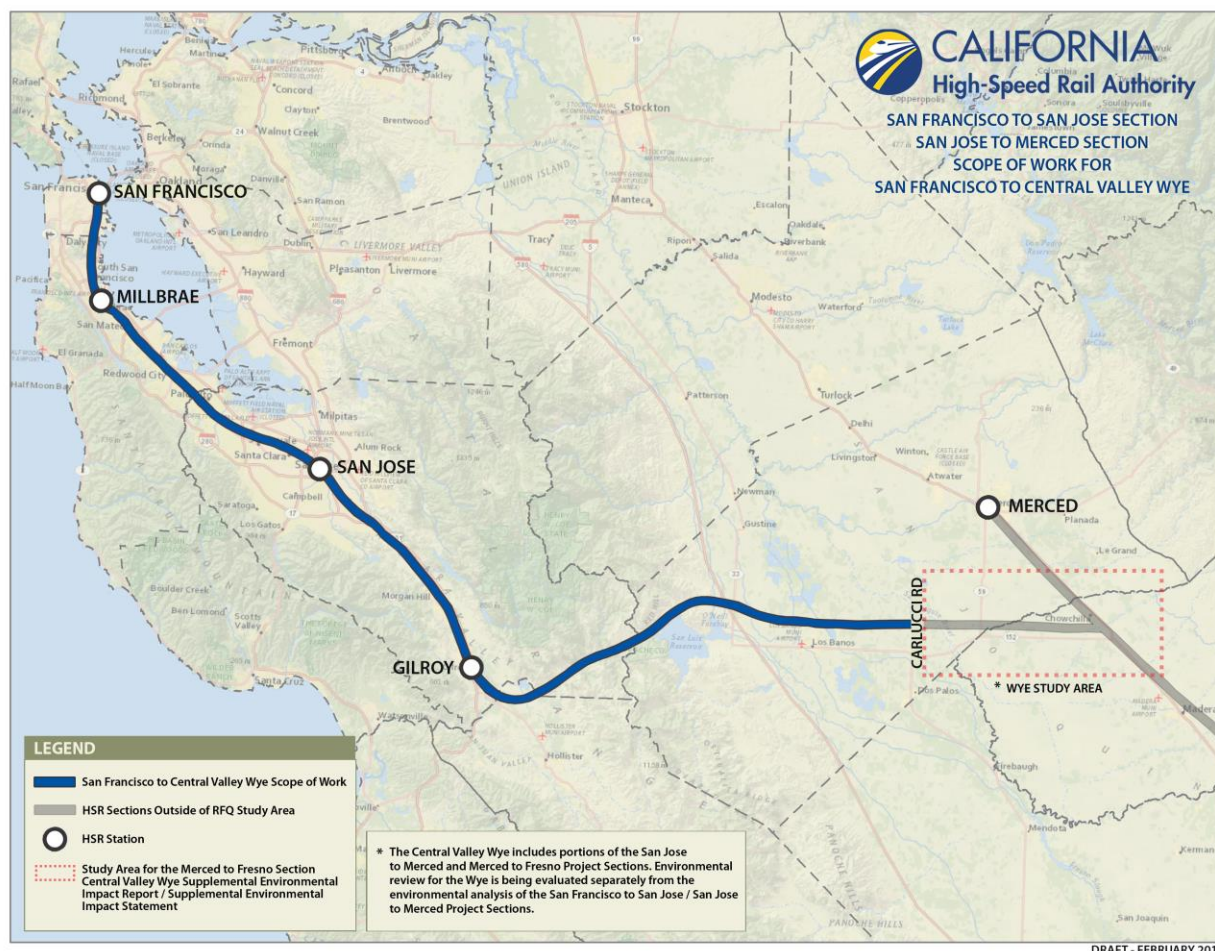 CALIFORNIA
High-Speed Rail Authority
SAN FRANCISCO TO SAN JOSE SECTION
SAN JOSE TO MERCED SECTION
SCOPE OF WORK FOR
SAN FRANCISCO TO CENTRAL VALLEY WYE
Pittsburg
Antioch
Oakley
Richmond
Concord
El Sobrante
Clayton
Brentwood
Stockton
Berkeley
Orinda
Walnut Creek
Moraga
Danville
Oakland
San Ramon
UNION ISLAND
Manteca
Escalon
Oakdale
Riverbank
SAN FRANCISCO
San Leandro
Dublin
LIVERMORE VALLEY
Tracy
Ripon
Salida
Hayward
Pleasanton
Livermore
Pacifica
MILLBRAE
Modesto
Waterford
San Mateo
Fremont
El Granada
Redwood City
Half Moon Bay
Patterson
Turlock
Milpitas
Delhi
Santa Clara
Alum Rock
Livingston
Winton
Atwater
SAN JOSE
Campbell
Newman
MERCED
Saratoga
Los Gatos
Gustine
Planada
Le Grand
Boulder Creek
Ben Lomond
Scotts Valley
Morgan Hill
CARLUCCI RD
Chowchilla
Los Banos
GILROY
Santa Cruz
Dos Palos
* WYE STUDY AREA
Watsonville
Madera
Hollister
Firebaugh
Mendota
Kerman
San Joaquin
PANOCHE HILLS
LEGEND
San Francisco to Central Valley Wye Scope of Work
HSR Sections Outside of RFQ Study Area
HSR Station
Study Area for the Merced to Fresno Section
Central Valley Wye Supplemental Environmental
Impact Report / Supplemental Environmental
Impact Statement
* The Central Valley Wye includes portions of the San Jose
to Merced and Merced to Fresno Project Sections. Environmental
review for the Wye is being evaluated separately from the
environmental analysis of the San Francisco to San Jose / San Jose
to Merced Project Sections.
DRAFT - FEBRUARY 201